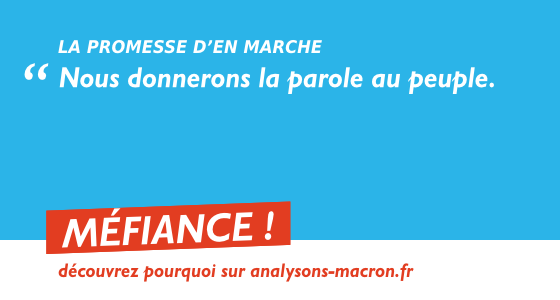 LA PROMESSE D’EN MARCHE
“ Nous donnerons la parole au peuple.
MÉFIANCE !
découvrez pourquoi sur analysons-macron.fr